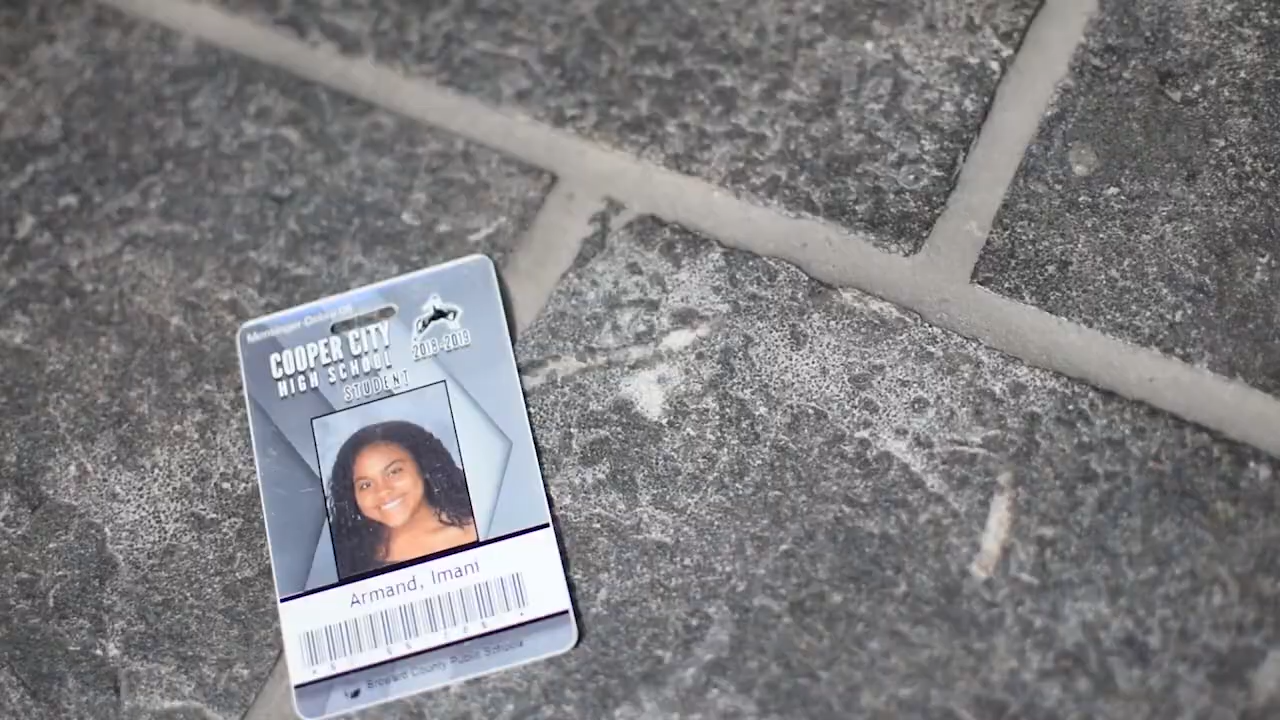 COOPER CITY
HIGH SCHOOL
2018-2019
STUDENT
Armand, Imani
Broward County Public Schools